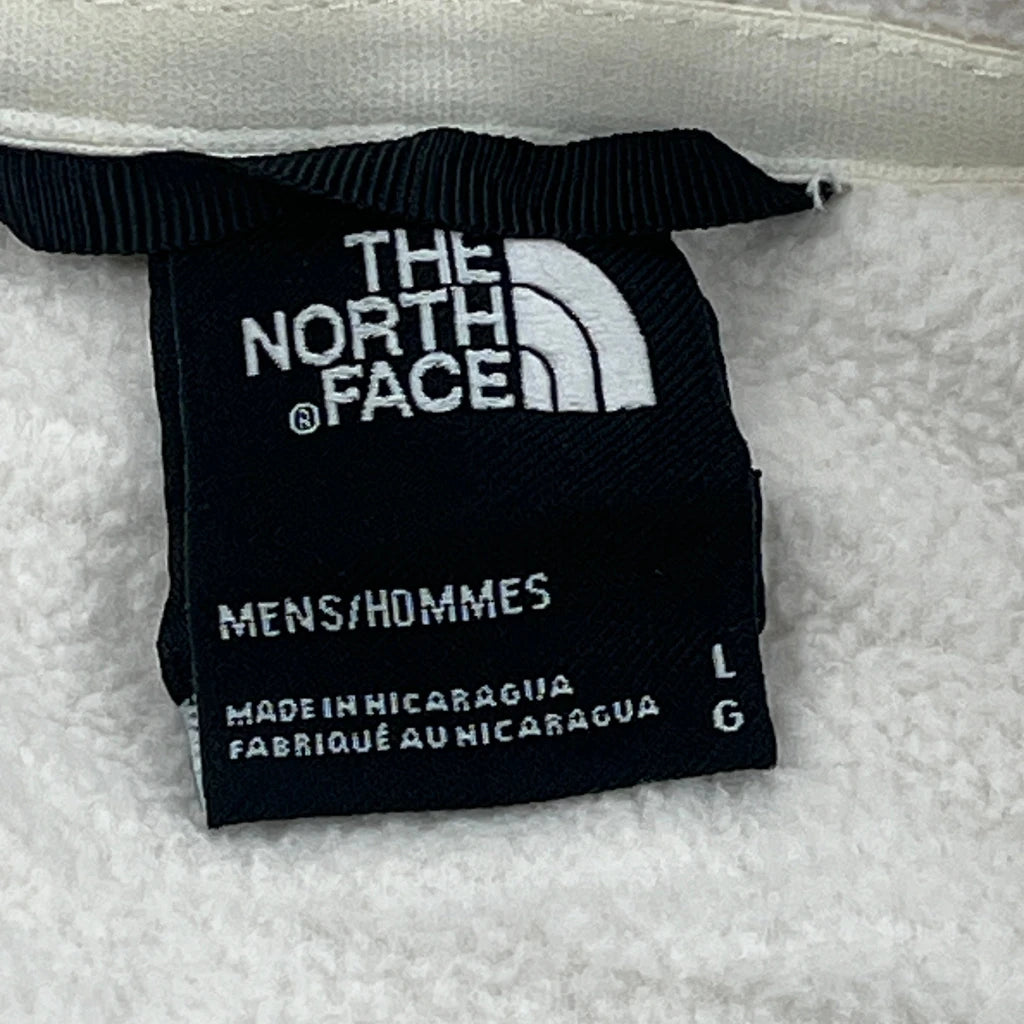 THE
NORTH
®FACE
MENS/HOMMES
MADE IN NICARAGUA
FABRIQUÉ AU NICARAGUA
L
G